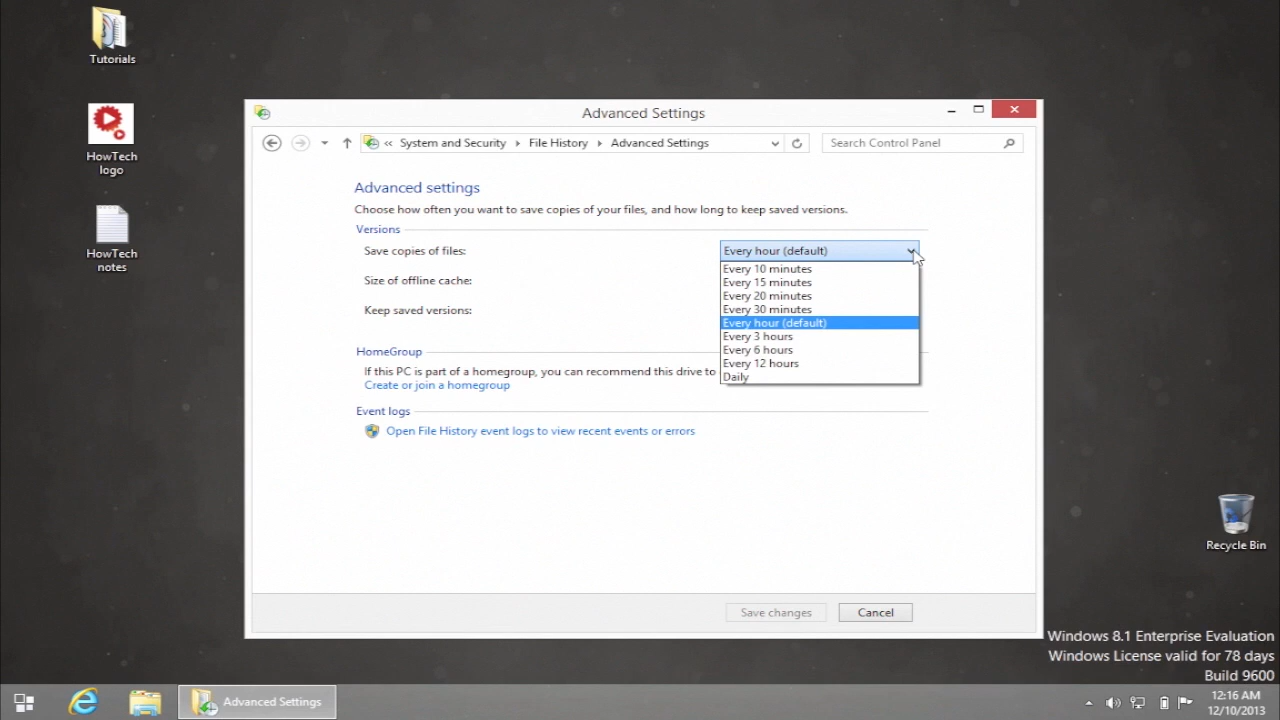 Tutorials
HowTech
logo
HowTech
notes
Advanced Settings
« System and Security › File History › Advanced Settings
Search Control Panel
Advanced settings
Choose how often you want to save copies of your files, and how long to keep saved versions.
Versions
Save copies of files:
Every hour (default)
Every 10 minutes
Every 15 minutes
Every 20 minutes
Every 30 minutes
Every hour (default)
Every 3 hours
Every 6 hours
Every 12 hours
Daily
Size of offline cache:
Keep saved versions:
HomeGroup
If this PC is part of a homegroup, you can recommend this drive to
Create or join a homegroup
Event logs
Open File History event logs to view recent events or errors
Save changes
Cancel
Recycle Bin
Windows 8.1 Enterprise Evaluation
Windows License valid for 78 days
Build 9600
Advanced Settings
12:16 AM
12/10/2013